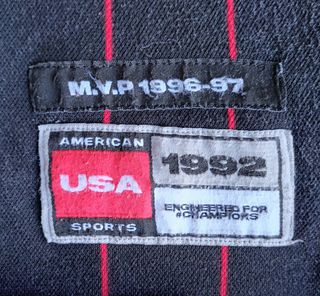 M.V.P 1996-97
AMERICAN
USA
SPORTS
1992
ENGINEERED FOR
#CHAMPIONS